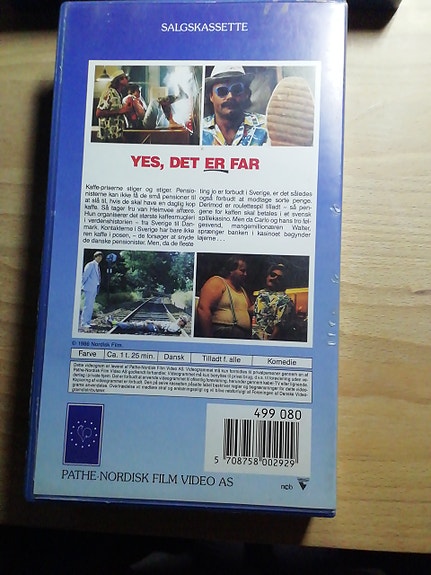 SALGSKASSETTE
YES, DET ER FAR
Kaffe-priserne stiger og stiger. Pensio-
nisterne kan ikke få de små pensioner til
at slå til, hvis de skal have en daglig kop
kaffe. Så tager fru van Heimvee affære.
Hun organiserer det største kaffesmugleri
i verdenshistorien – fra Sverige til Dan-
mark. Kontakterne i Sverige har bare ikke
ren kaffe i posen, – de forsøger at snyde
de danske pensionister. Men, da de fleste
ting jo er forbudt i Sverige, er det således
også forbudt at modtage sorte penge.
Derimod er roulettespil tilladt – så pen-
gene for kaffen skal betales i et svensk
spillekasino. Men da Carlo og hans tro føl-
gesvend, mangemillionæren Walter,
sprænger banken i kasinoet begynder
løjerne . . .
© 1986 Nordisk Film.
Farve Ca. 1 t. 25 min. Dansk Tilladt f. alle Komedie
499 080
5 708758 002929
PATHE-NORDISK FILM VIDEO AS
ncb